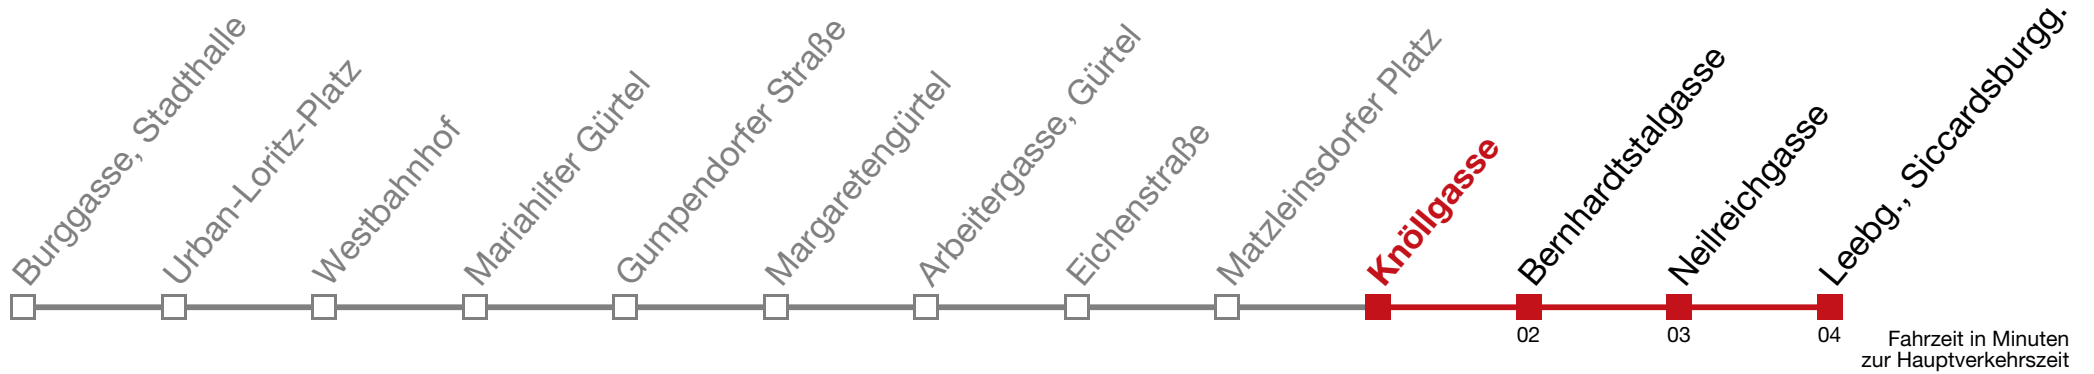 Burggasse, Stadthalle
Urban-Loritz-Platz
Westbahnhof
Mariahilfer Gürtel
Gumpendorfer Straße
Margaretengürtel
Arbeitergasse, Gürtel
Eichenstraße
Matzleinsdorfer Platz
Knöllgasse
Bernhardtstalgasse
Neilreichgasse
Leebg., Siccardsburgg.
02
03
04
Fahrzeit in Minuten
zur Hauptverkehrszeit